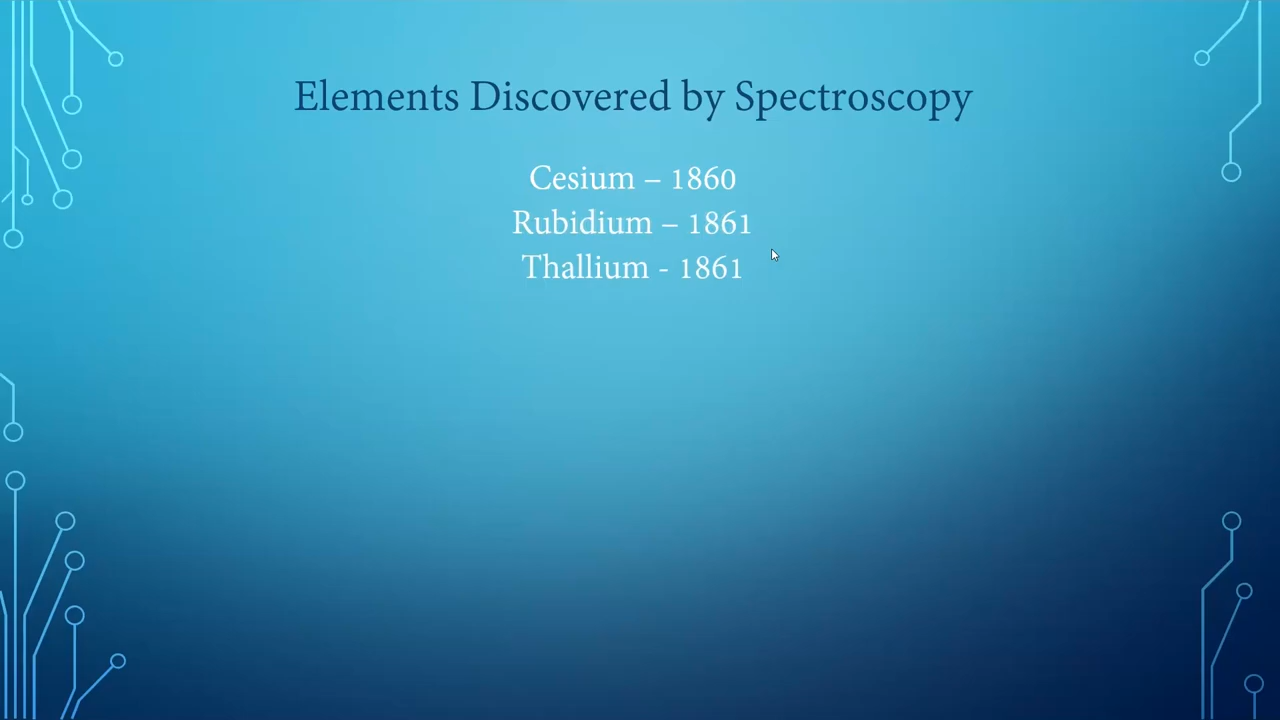 Elements Discovered by Spectroscopy
Cesium – 1860
Rubidium – 1861
Thallium - 1861